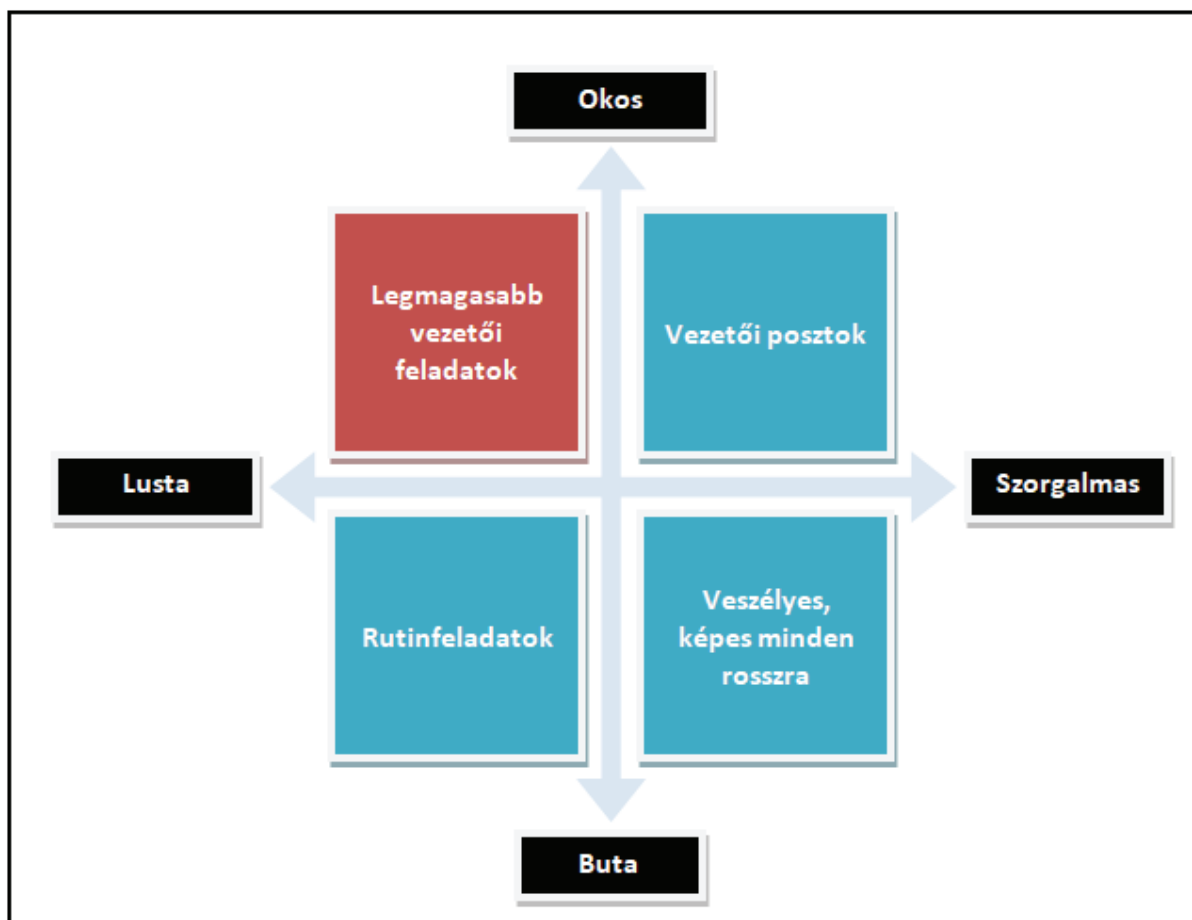 Okos
Legmagasabb
vezetői
feladatok
Vezetői posztok
Lusta
Szorgalmas
Rutinfeladatok
Veszélyes,
képes minden
rosszra
Buta